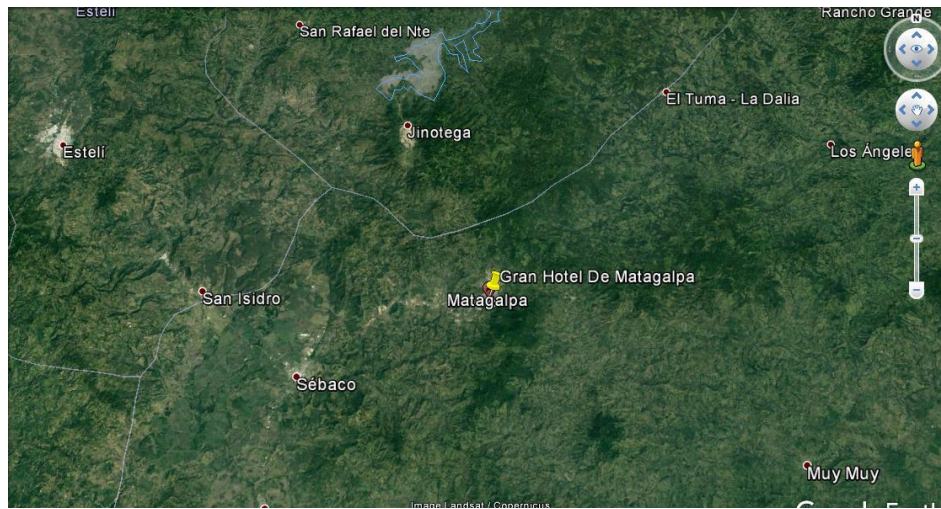 Estelí
Rancho Grande
N
San Rafael del Nte
El Tuma - La Dalia
Jinotega
Estelí
Los Ángele
Gran Hotel De Matagalpa
San Isidro
Matagalpa
Sébaco
Muy Muy
Image Landsat / Copernicus